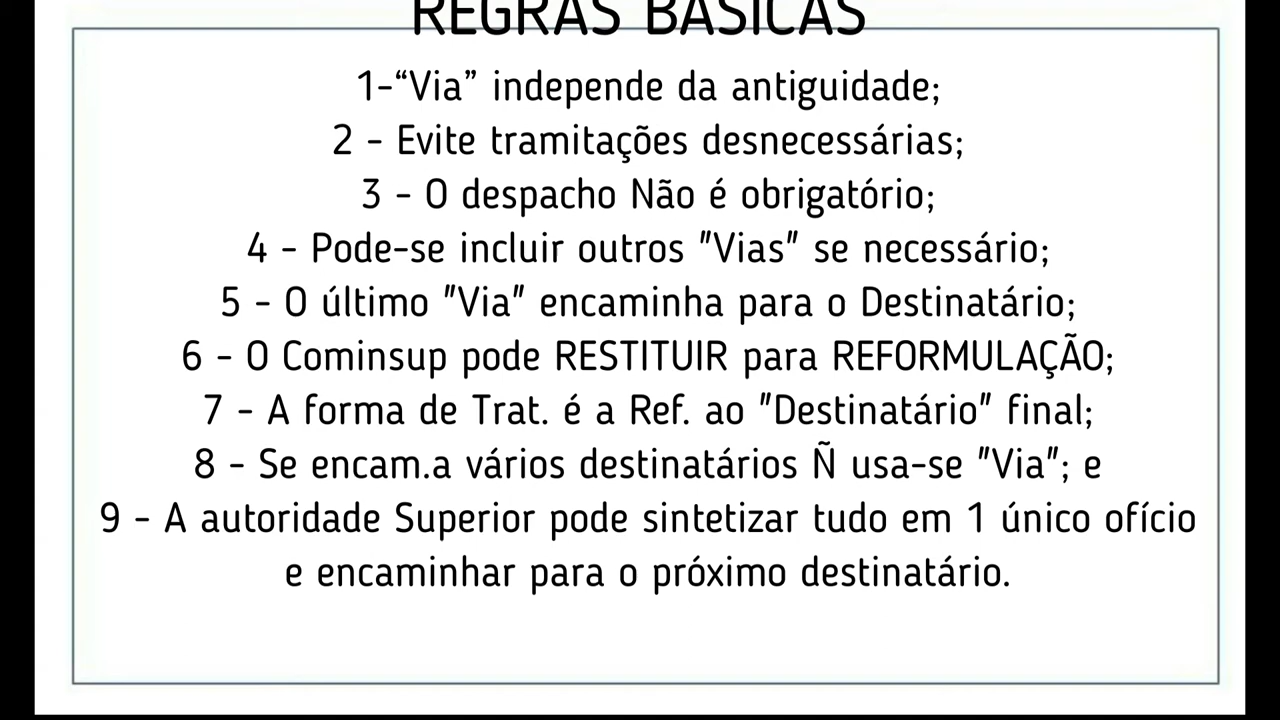 REGRAS BÁSICAS
1-“Via” independe da antiguidade;
2 - Evite tramitações desnecessárias;
3 - O despacho Não é obrigatório;
4 - Pode-se incluir outros "Vias" se necessário;
5 - O último "Via" encaminha para o Destinatário;
6 - O Cominsup pode RESTITUIR para REFORMULAÇÃO;
7 - A forma de Trat. é a Ref. ao "Destinatário" final;
8 - Se encam.a vários destinatários Ñ usa-se "Via"; e
9 - A autoridade Superior pode sintetizar tudo em 1 único ofício
e encaminhar para o próximo destinatário.